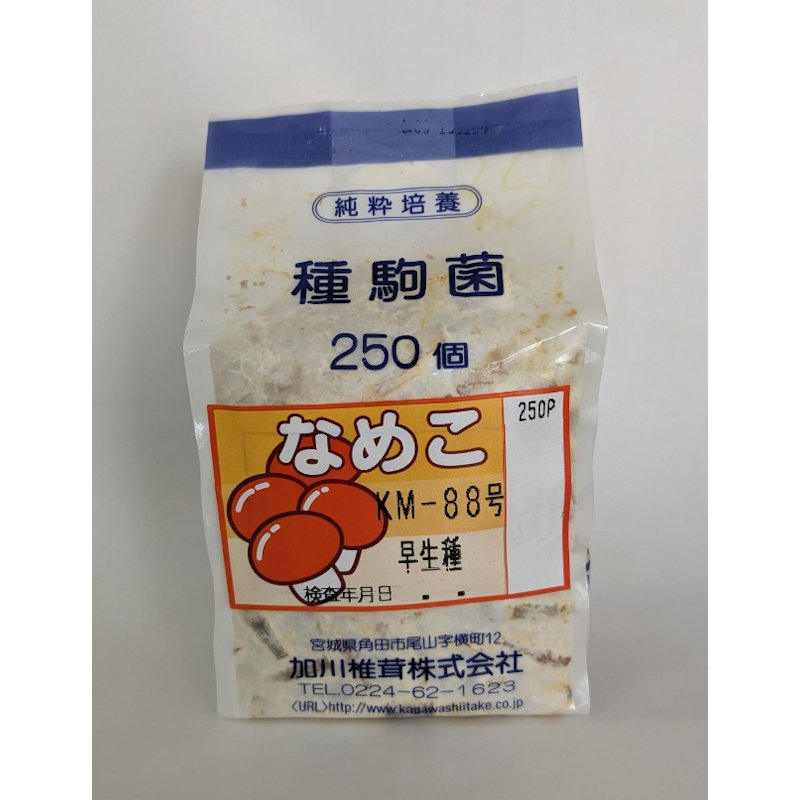 純粋培養
種駒菌
250個
なめこ
250P
KM-88号
早生種
検査年月日 . .
宮城県角田市尾山字横町12
加川椎茸株式会社
TEL.0224-62-1623
〈URL〉http://www.kagawashiitake.co.jp